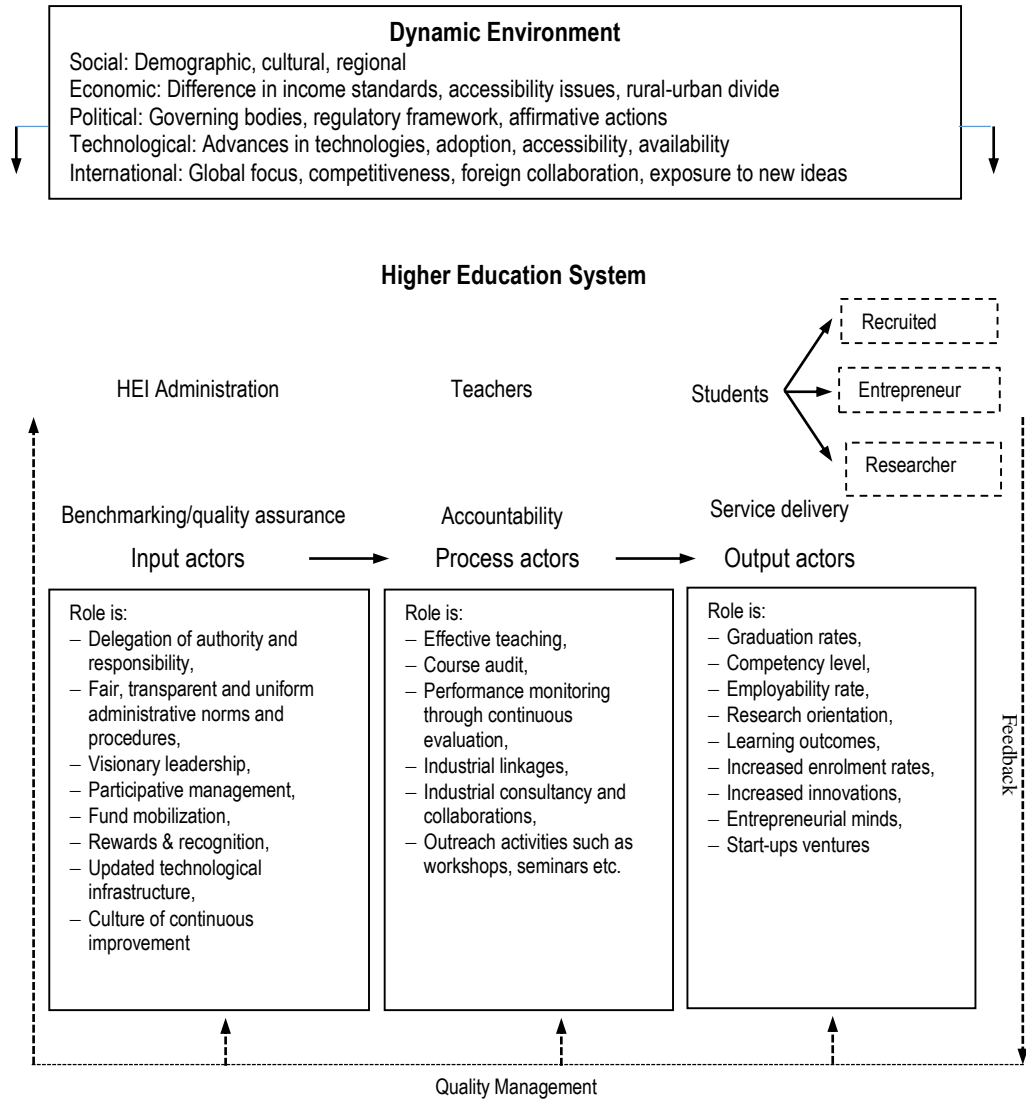 Dynamic Environment
Social: Demographic, cultural, regional
Economic: Difference in income standards, accessibility issues, rural-urban divide
Political: Governing bodies, regulatory framework, affirmative actions
Technological: Advances in technologies, adoption, accessibility, availability
International: Global focus, competitiveness, foreign collaboration, exposure to new ideas
Higher Education System
HEI Administration
Teachers
Students
Recruited
Entrepreneur
Researcher
Benchmarking/quality assurance
Accountability
Service delivery
Input actors
Process actors
Output actors
Role is:
– Delegation of authority and
responsibility,
– Fair, transparent and uniform
administrative norms and
procedures,
– Visionary leadership,
– Participative management,
– Fund mobilization,
– Rewards & recognition,
– Updated technological
infrastructure,
– Culture of continuous
improvement
Role is:
– Effective teaching,
– Course audit,
– Performance monitoring
through continuous
evaluation,
– Industrial linkages,
– Industrial consultancy and
collaborations,
– Outreach activities such as
workshops, seminars etc.
Role is:
– Graduation rates,
– Competency level,
– Employability rate,
– Research orientation,
– Learning outcomes,
– Increased enrolment rates,
– Increased innovations,
– Entrepreneurial minds,
– Start-ups ventures
Feedback
Quality Management